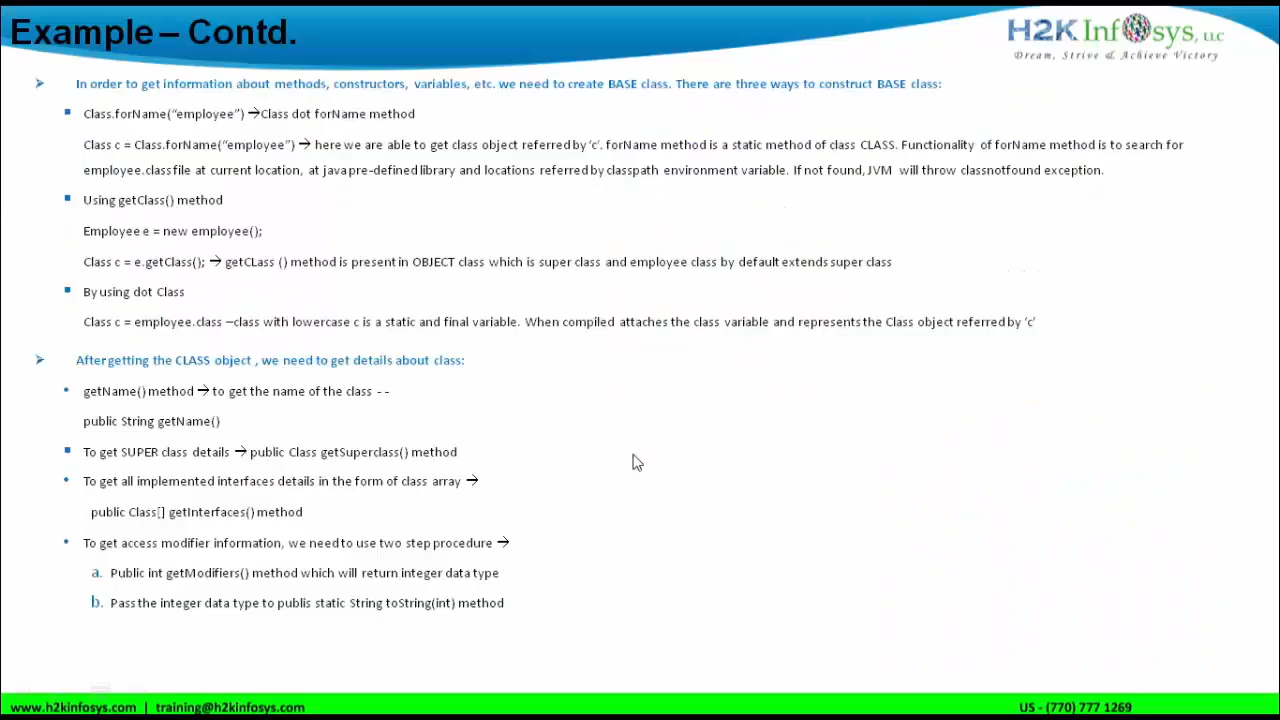 Example – Contd.
H2K Infosys, LLC
Dream, Strive & Achieve Victory
➢ In order to get information about methods, constructors, variables, etc. we need to create BASE class. There are three ways to construct BASE class:
▪ Class.forName(“employee”) →Class dot forName method
Class c = Class.forName(“employee”) → here we are able to get class object referred by ‘c’. forName method is a static method of class CLASS. Functionality of forName method is to search for
employee.class file at current location, at java pre-defined library and locations referred by classpath environment variable. If not found, JVM will throw classnotfound exception.
▪ Using getClass() method
Employee e = new employee();
Class c = e.getClass(); → getCLass () method is present in OBJECT class which is super class and employee class by default extends super class
▪ By using dot Class
Class c = employee.class –class with lowercase c is a static and final variable. When compiled attaches the class variable and represents the Class object referred by ‘c’
➢ After getting the CLASS object , we need to get details about class:
• getName() method → to get the name of the class - -
public String getName()
▪ To get SUPER class details → public Class getSuperclass() method
• To get all implemented interfaces details in the form of class array →
public Class[] getInterfaces() method
• To get access modifier information, we need to use two step procedure →
a. Public int getModifiers() method which will return integer data type
b. Pass the integer data type to publis static String toString(int) method
www.h2kinfosys.com | training@h2kinfosys.com
US - (770) 777 1269